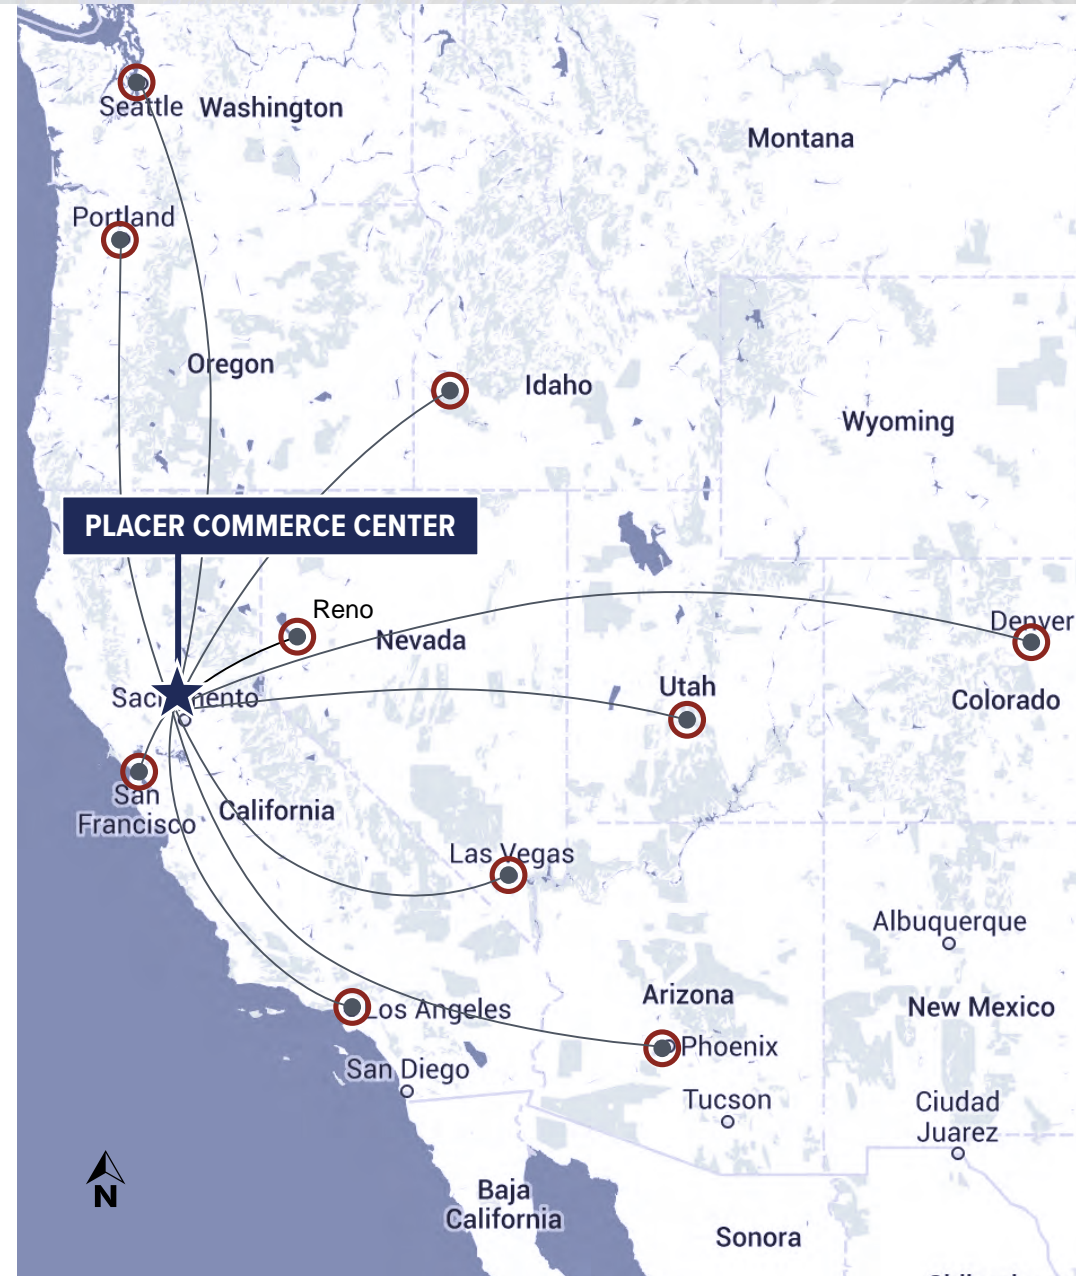 Seattle
Washington
Montana
Portland
Oregon
Idaho
Wyoming
PLACER COMMERCE CENTER
Reno
Nevada
Denver
Utah
Colorado
Sacramento
San
Francisco
California
Las Vegas
Albuquerque
Arizona
New Mexico
Los Angeles
Phoenix
San Diego
Tucson
Ciudad
Juarez
N
Baja
California
Sonora